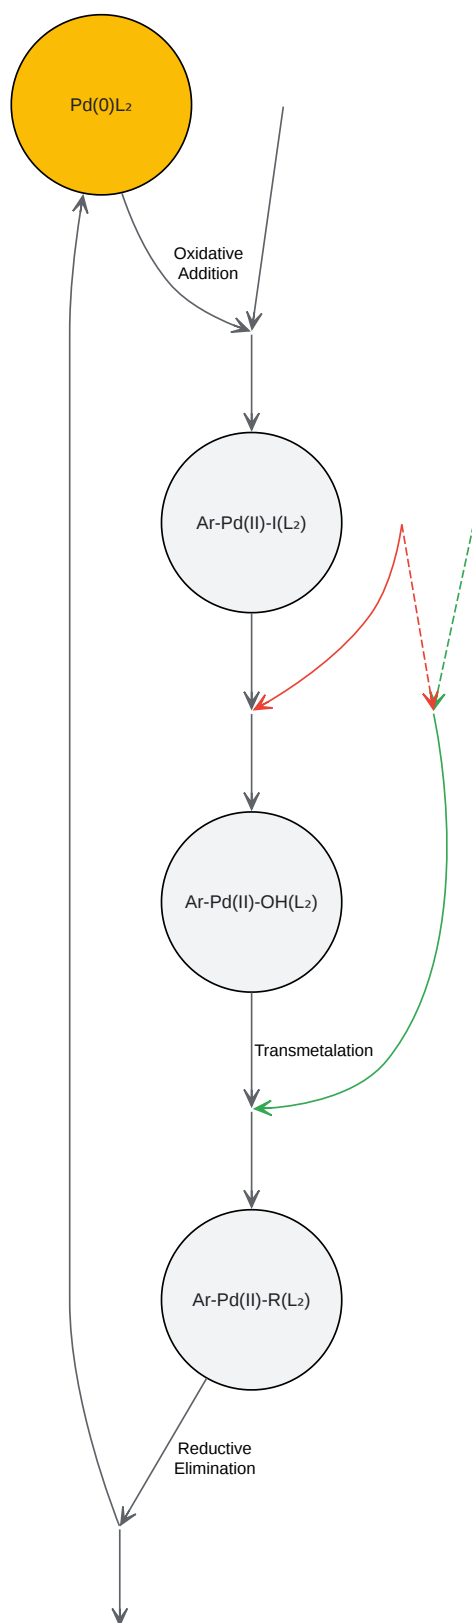 Pd(0)L₂
Oxidative
Addition
Ar-Pd(II)-I(L₂)
Ar-Pd(II)-OH(L₂)
Transmetalation
Ar-Pd(II)-R(L₂)
Reductive
Elimination